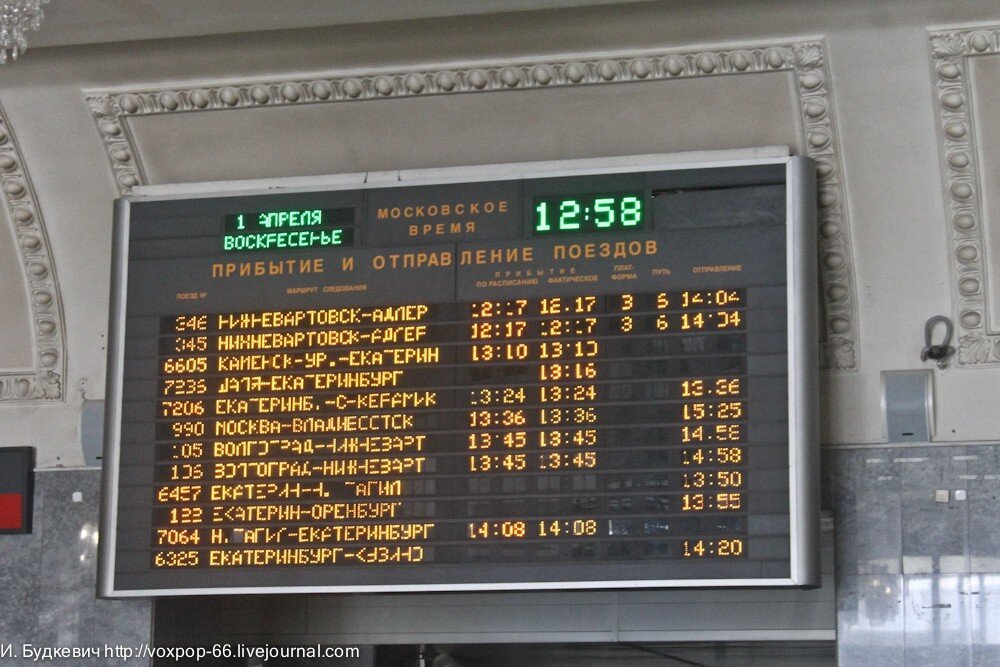 1 АПРЕЛЯ
ВОСКРЕСЕНЬЕ
МОСКОВСКОЕ
ВРЕМЯ
12:58
ПРИБЫТИЕ И ОТПРАВЛЕНИЕ ПОЕЗДОВ
ПОЕЗД № МАРШРУТ СЛЕДОВАНИЯ ПРИБЫТИЕ ПО РАСПИСАНИЮ ФАКТИЧЕСКОЕ ПЛАТ-ФОРМА ПУТЬ ОТПРАВЛЕНИЕ
346 НИЖНЕВАРТОВСК-АДЛЕР 12:17 12:17 3 6 14:04
345 НИЖНЕВАРТОВСК-АДЛЕР 12:17 12:17 3 6 14:04
6605 КАМЕНСК-УР.-ЕКАТЕРИН 13:10 13:10
7236 ЕКАТЕРИНБУРГ 13:16
7206 ЕКАТЕРИНБ.-С-КЕРАМИК 13:24 13:24 13:36
990 МОСКВА-ВЛАДИВОСТОК 13:36 13:36 15:25
105 ВОЛГОГРАД-НИЖНЕВАРТ 13:45 13:45 14:58
106 ВОЛГОГРАД-НИЖНЕВАРТ 13:45 13:45 14:58
6457 ЕКАТЕРИН-Н. ТАГИЛ 13:50
ЕКАТЕРИН-ОРЕНБУРГ 13:55
7064 Н.ТАГИЛ-ЕКАТЕРИНБУРГ 14:08 14:08
6325 ЕКАТЕРИНБУРГ-КУЗИНО 14:20
И. Будкевич http://voxpop-66.livejournal.com